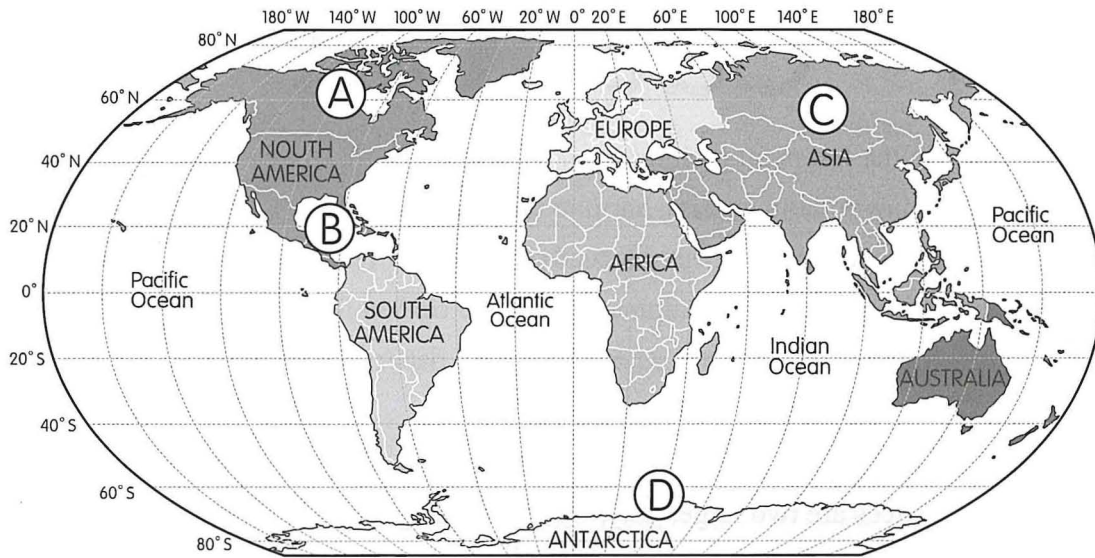 180°W 140°W 100°W 60°W 20°W 0° 20°E 60°E 100°E 140°E 180°E
80°N
60°N
40°N
20°N
0°
20°S
40°S
60°S
80°S
A
C
EUROPE
NOUTH
AMERICA
ASIA
B
Pacific
Ocean
AFRICA
Pacific
Ocean
SOUTH
AMERICA
Atlantic
Ocean
Indian
Ocean
AUSTRALIA
D
ANTARCTICA